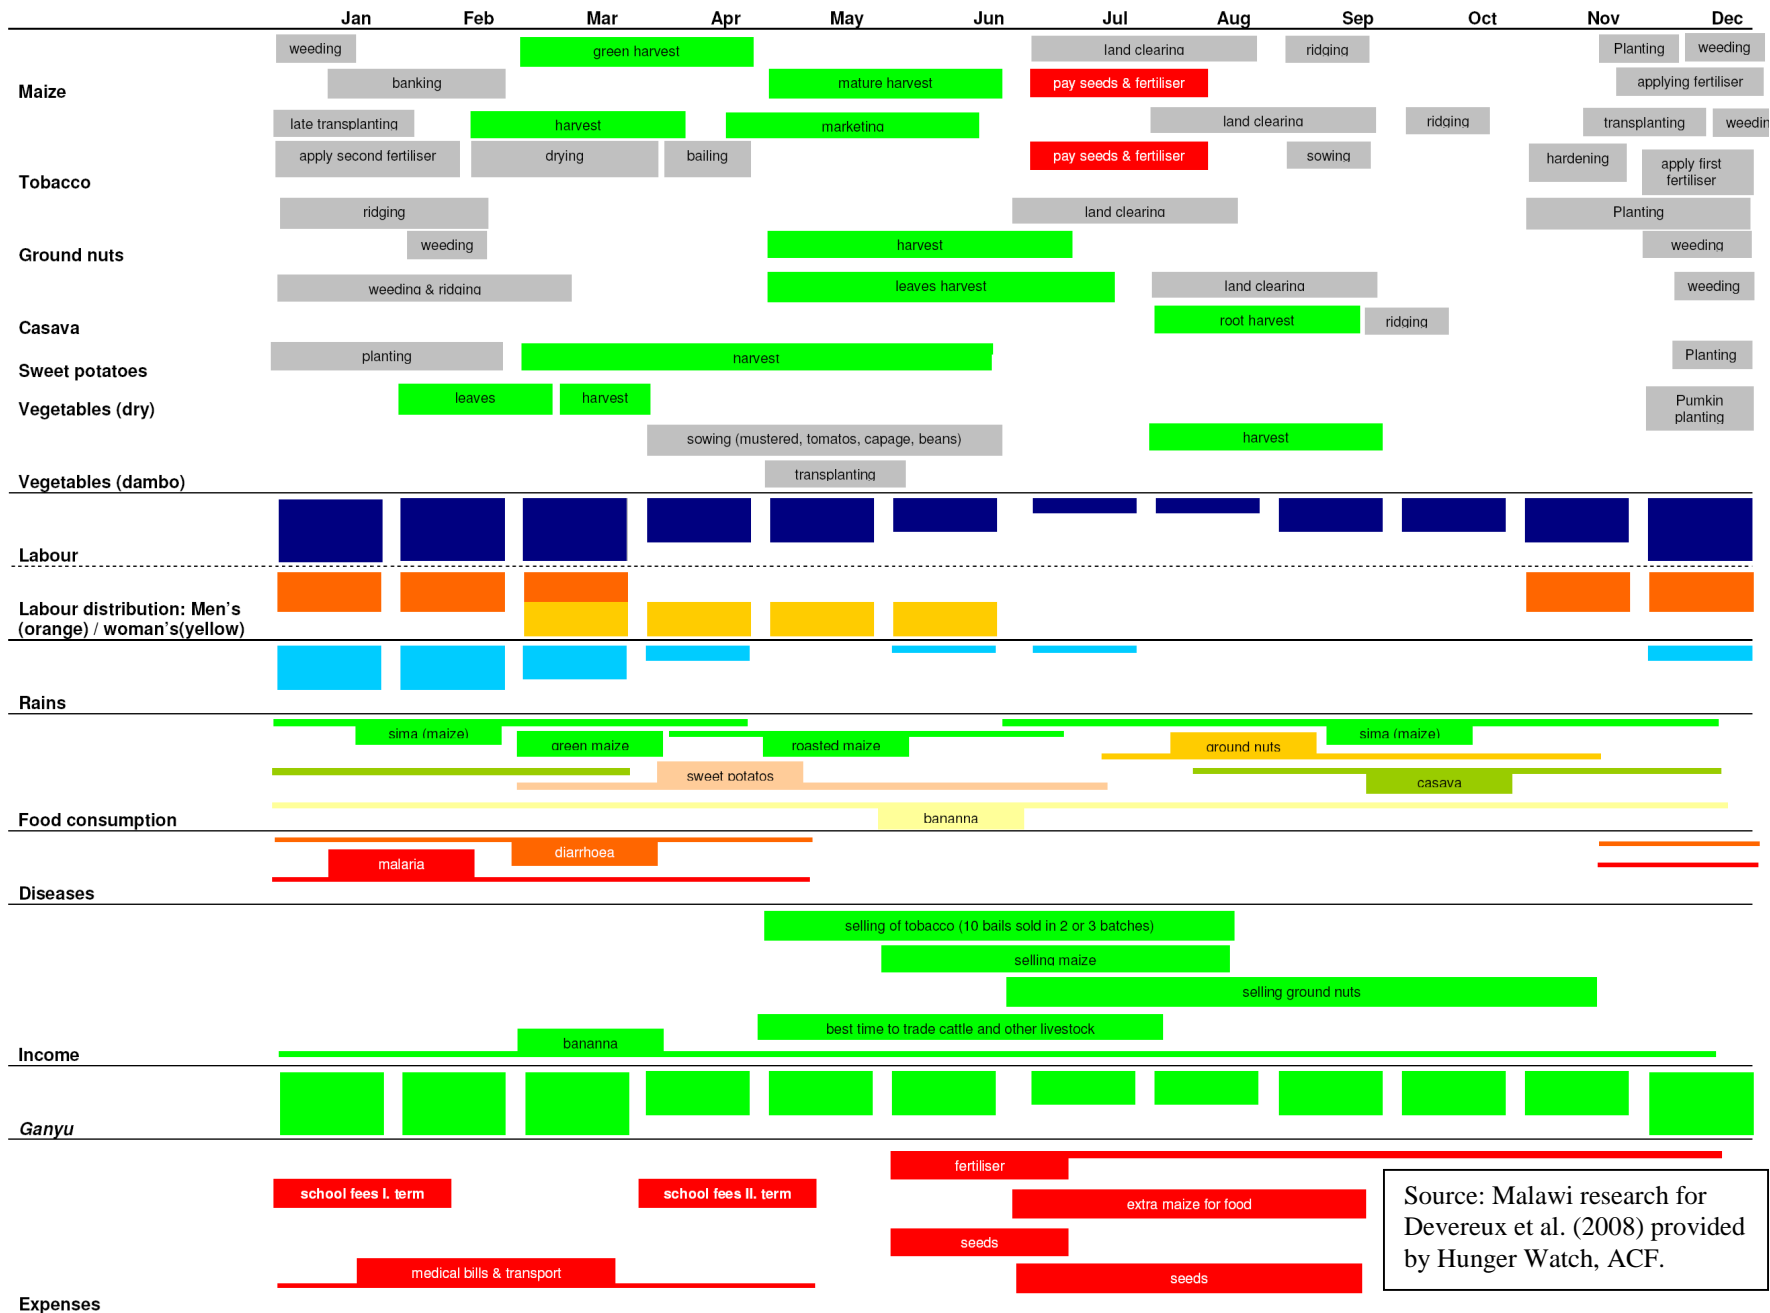 Jan Feb Mar Apr May Jun Jul Aug Sep Oct Nov Dec
weeding green harvest land clearing ridging Planting weeding
Maize
banking mature harvest pay seeds & fertiliser applying fertiliser
late transplanting harvest marketing land clearing ridging transplanting weedin
apply second fertiliser drying bailing pay seeds & fertiliser sowing hardening apply first
fertiliser
Tobacco
ridging land clearing Planting
weeding harvest weeding
Ground nuts
weeding & ridging leaves harvest land clearing weeding
root harvest ridging
Casava
planting harvest Planting
Sweet potatoes
leaves harvest Pumkin
planting
Vegetables (dry)
sowing (mustered, tomatos, capage, beans) harvest
transplanting
Vegetables (dambo)
Labour
Labour distribution: Men's
(orange) / woman's(yellow)
Rains
sima (maize) green maize roasted maize ground nuts sima (maize)
sweet potatos casava
bananna
Food consumption
diarrhoea
malaria
Diseases
selling of tobacco (10 bails sold in 2 or 3 batches)
selling maize
selling ground nuts
best time to trade cattle and other livestock
bananna
Income
Ganyu
fertiliser
school fees I. term school fees II. term extra maize for food
seeds
medical bills & transport seeds
Expenses
Source: Malawi research for
Devereux et al. (2008) provided
by Hunger Watch, ACF.